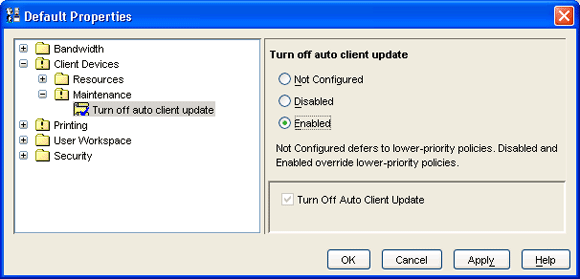 Default Properties
Bandwidth
Client Devices
Resources
Maintenance
Turn off auto client update
Printing
User Workspace
Security
Turn off auto client update
Not Configured
Disabled
Enabled
Not Configured defers to lower-priority policies. Disabled and
Enabled override lower-priority policies.
Turn Off Auto Client Update
OK
Cancel
Apply
Help